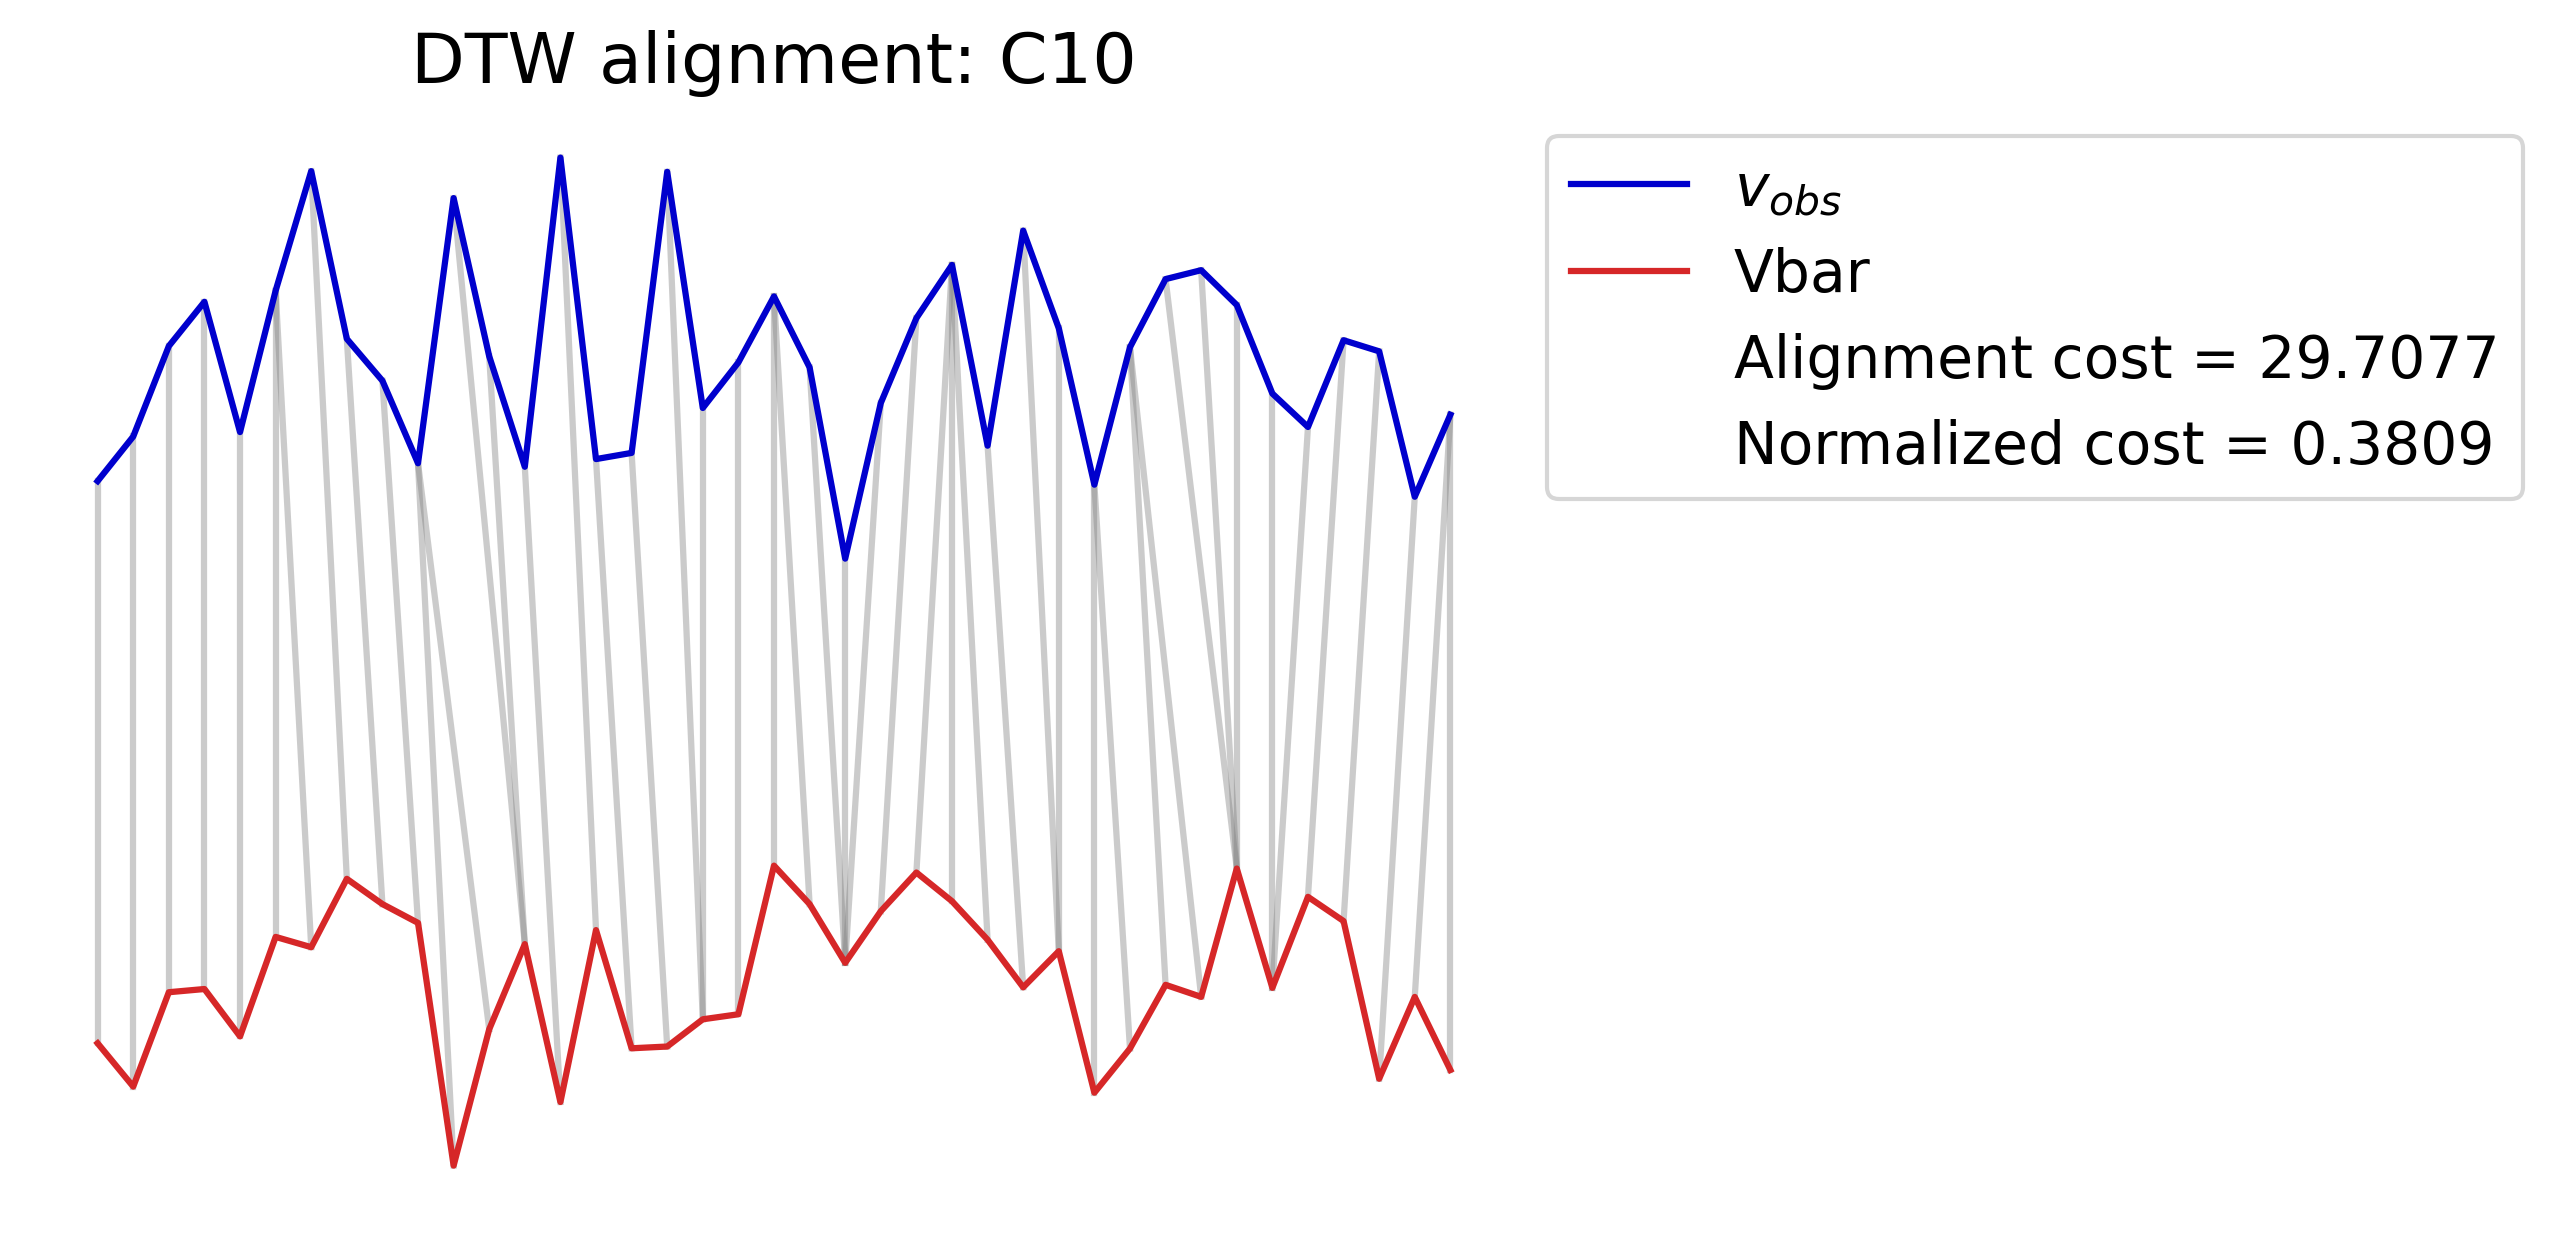 DTW alignment: C10
v_obs
Vbar
Alignment cost = 29.7077
Normalized cost = 0.3809